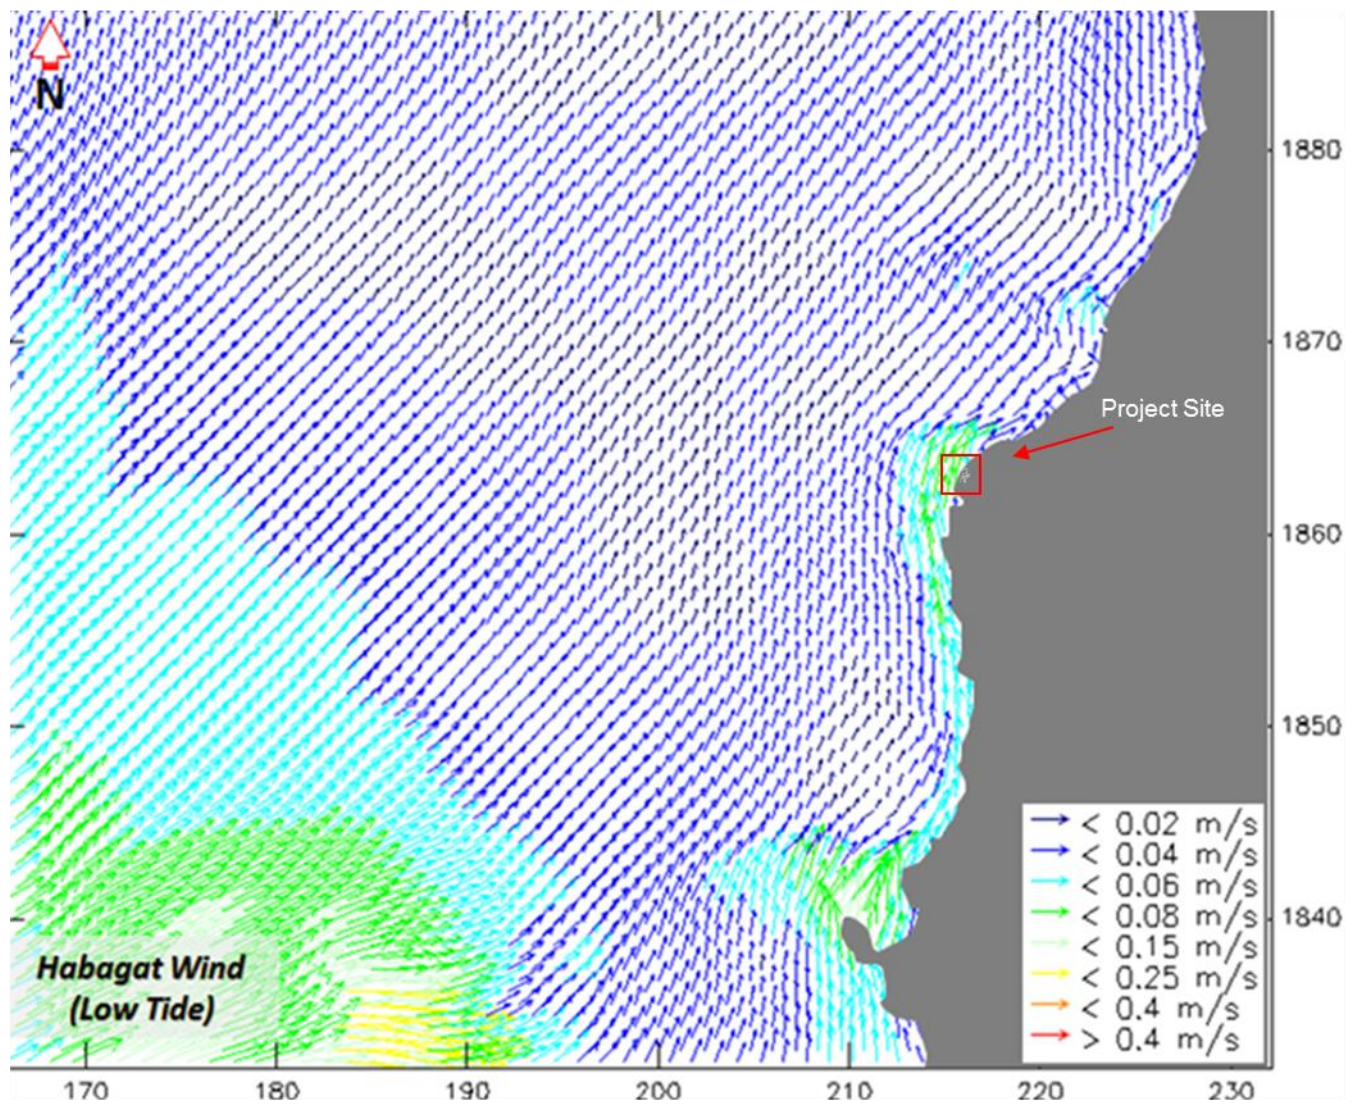 N
1880
1870
Project Site
1860
1850
< 0.02 m/s
< 0.04 m/s
< 0.06 m/s
< 0.08 m/s
< 0.15 m/s
< 0.25 m/s
< 0.4 m/s
> 0.4 m/s
1840
Habagat Wind
(Low Tide)
170 180 190 200 210 220 230